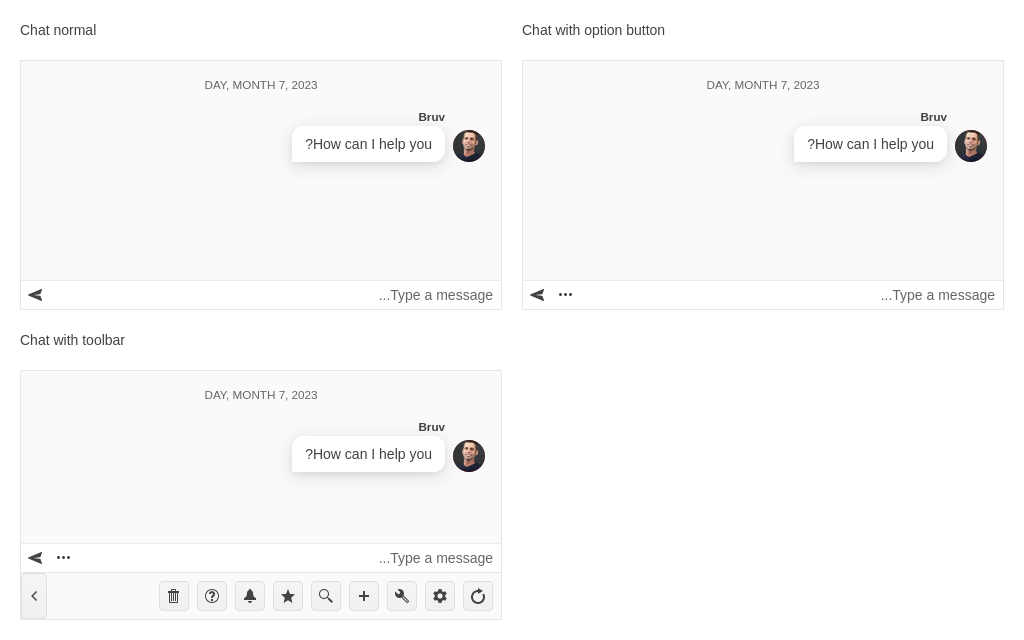 Chat normal
Chat with option button
DAY, MONTH 7, 2023
Bruv
?How can I help you
...Type a message
DAY, MONTH 7, 2023
Bruv
?How can I help you
...Type a message
Chat with toolbar
DAY, MONTH 7, 2023
Bruv
?How can I help you
...Type a message